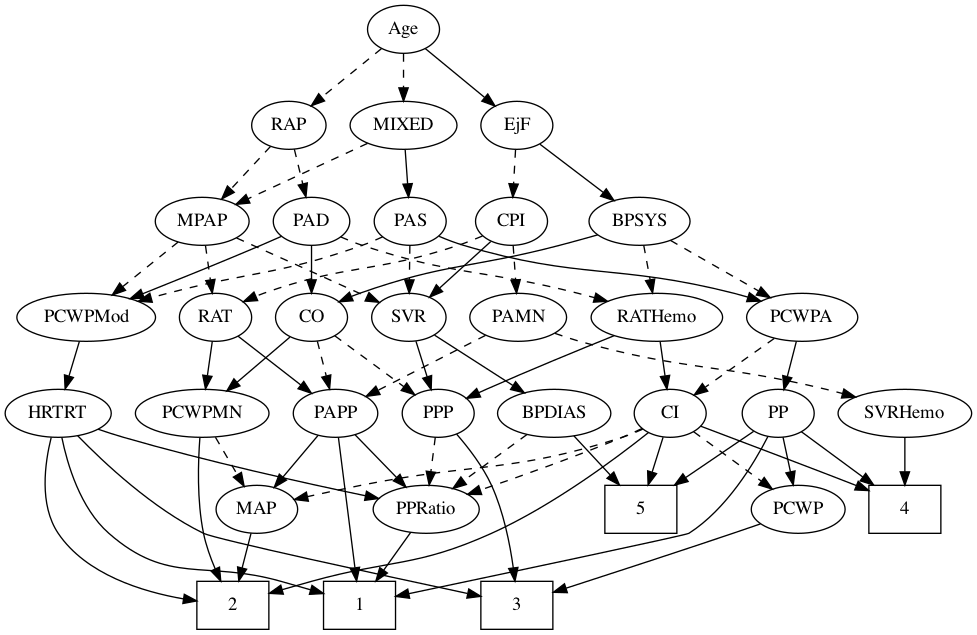 Age
RAP
MIXED
EjF
MPAP
PAD
PAS
CPI
BPSYS
PCWPMod
RAT
CO
SVR
PAMN
RATHemo
PCWPA
HRTRT
PCWPMN
PAPP
PPP
BPDIAS
CI
PP
SVRHemo
MAP
PPRatio
5
PCWP
4
2
1
3